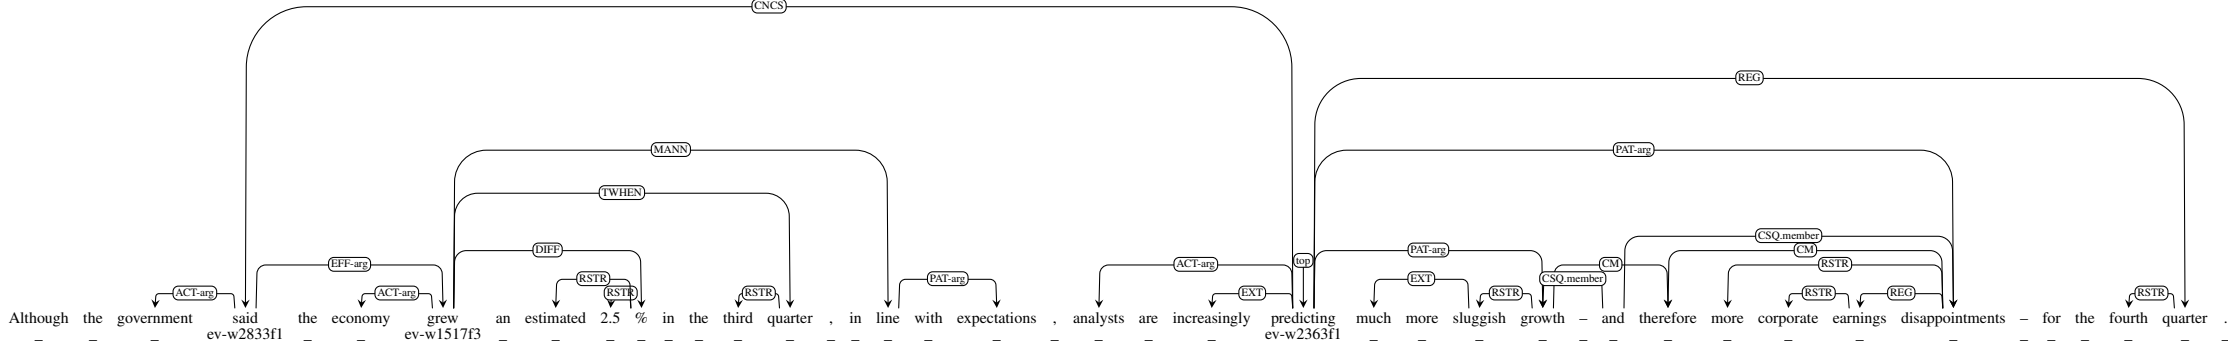 CNCS
REG
MANN PAT-arg
TWHEN
CSQ.member
DIFF PAT-arg CM
top
EFF-arg ACT-arg CM RSTR
RSTR PAT-arg EXT CSQ.member
ACT-arg ACT-arg RSTR RSTR EXT RSTR RSTR REG RSTR
Although the government said the economy grew an estimated 2.5 % in the third quarter , in line with expectations , analysts are increasingly predicting much more sluggish growth – and therefore more corporate earnings disappointments – for the fourth quarter .
ev-w2833f1 ev-w1517f3 ev-w2363f1